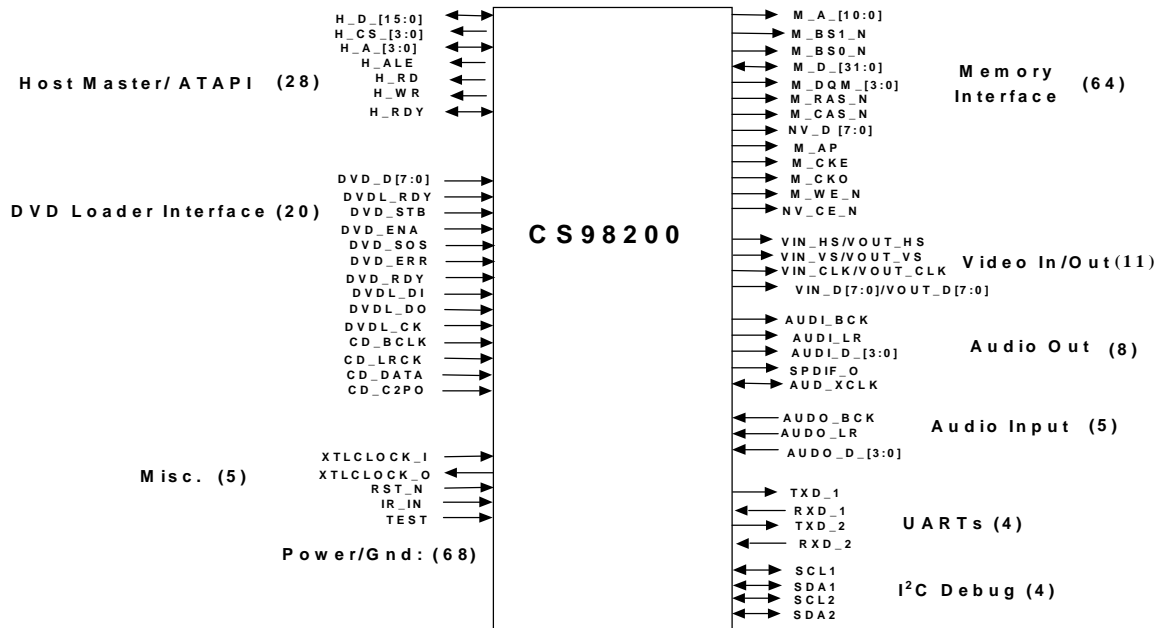 H_D_[15:0]
H_CS_[3:0]
H_A_[3:0]
H_ALE
H_RD
H_WR
H_RDY
Host Master/ ATAPI (28)
DVD_D[7:0]
DVDL_RDY
DVD_STB
DVD_ENA
DVD_SOS
DVD_ERR
DVD_RDY
DVDL_DI
DVDL_DO
DVDL_CK
CD_BCLK
CD_LRCK
CD_DATA
CD_C2PO
DVD Loader Interface (20)
XTLCLOCK_I
XTLCLOCK_O
RST_N
IR_IN
TEST
Misc. (5)
Power/Gnd: (68)
CS98200
M_A_[10:0]
M_BS1_N
M_BS0_N
M_D_[31:0]
M_DQM_[3:0]
M_RAS_N
M_CAS_N
NV_D [7:0]
M_AP
M_CKE
M_CKO
M_WE_N
NV_CE_N
Memory
Interface (64)
VIN_HS/VOUT_HS
VIN_VS/VOUT_VS
VIN_CLK/VOUT_CLK
VIN_D[7:0]/VOUT_D[7:0]
Video In/Out(11)
AUDI_BCK
AUDI_LR
AUDI_D_[3:0]
SPDIF_O
AUD_XCLK
Audio Out (8)
AUDO_BCK
AUDO_LR
AUDO_D_[3:0]
Audio Input (5)
TXD_1
RXD_1
TXD_2
RXD_2
UARTs (4)
SCL1
SDA1
SCL2
SDA2
I²C Debug (4)